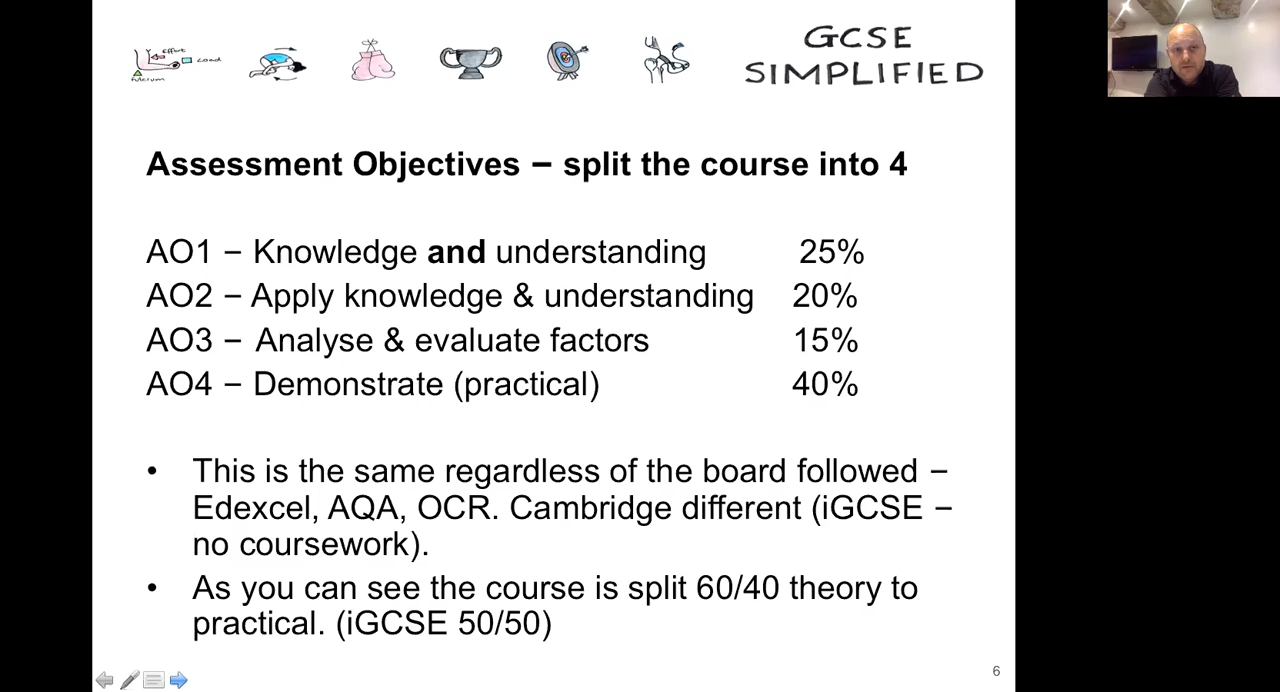 Effort
Load
fulcrum
GCSE
SIMPLIFIED
Assessment Objectives – split the course into 4
AO1 – Knowledge and understanding 25%
AO2 – Apply knowledge & understanding 20%
AO3 – Analyse & evaluate factors 15%
AO4 – Demonstrate (practical) 40%
• This is the same regardless of the board followed –
Edexcel, AQA, OCR. Cambridge different (iGCSE –
no coursework).
• As you can see the course is split 60/40 theory to
practical. (iGCSE 50/50)
6